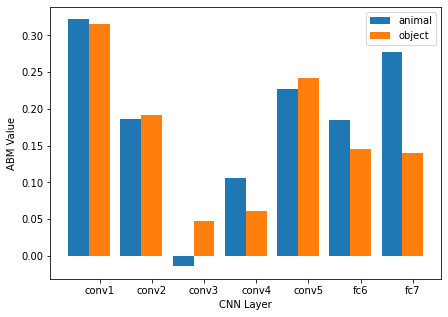 animal
object
ABM Value
0.30
0.25
0.20
0.15
0.10
0.05
0.00
conv1 conv2 conv3 conv4 conv5 fc6 fc7
CNN Layer